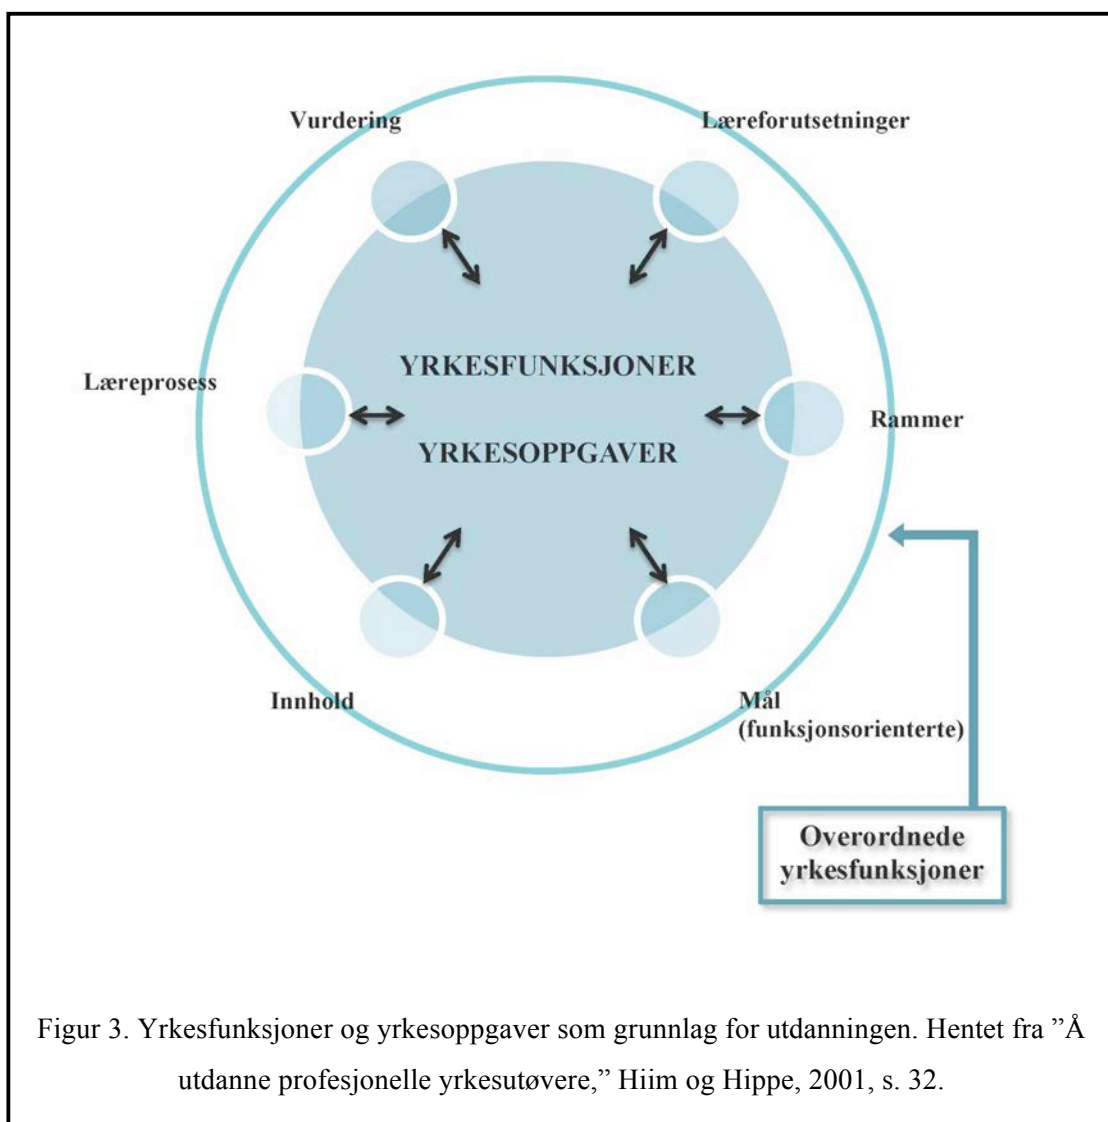 Vurdering
Læreforutsetninger
YRKESFUNKSJONER
Læreprosess
Rammer
YRKESOPPGAVER
Innhold
Mål
(funksjonsorienterte)
Overordnede
yrkesfunksjoner
Figur 3. Yrkesfunksjoner og yrkesoppgaver som grunnlag for utdanningen. Hentet fra ”Å
utdanne profesjonelle yrkesutøvere,” Hiim og Hippe, 2001, s. 32.